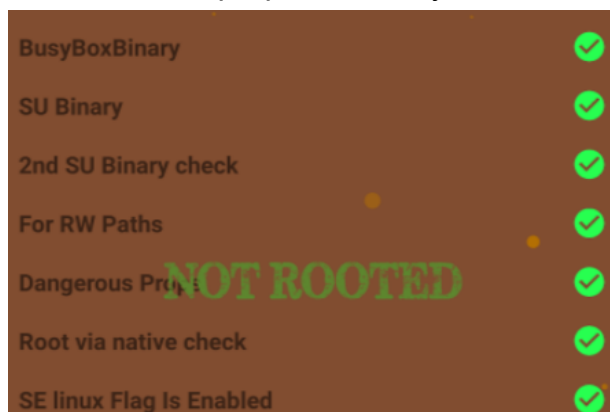 BusyBoxBinary
SU Binary
2nd SU Binary check
For RW Paths
Dangerous Props
NOT ROOTED
Root via native check
SE linux Flag Is Enabled